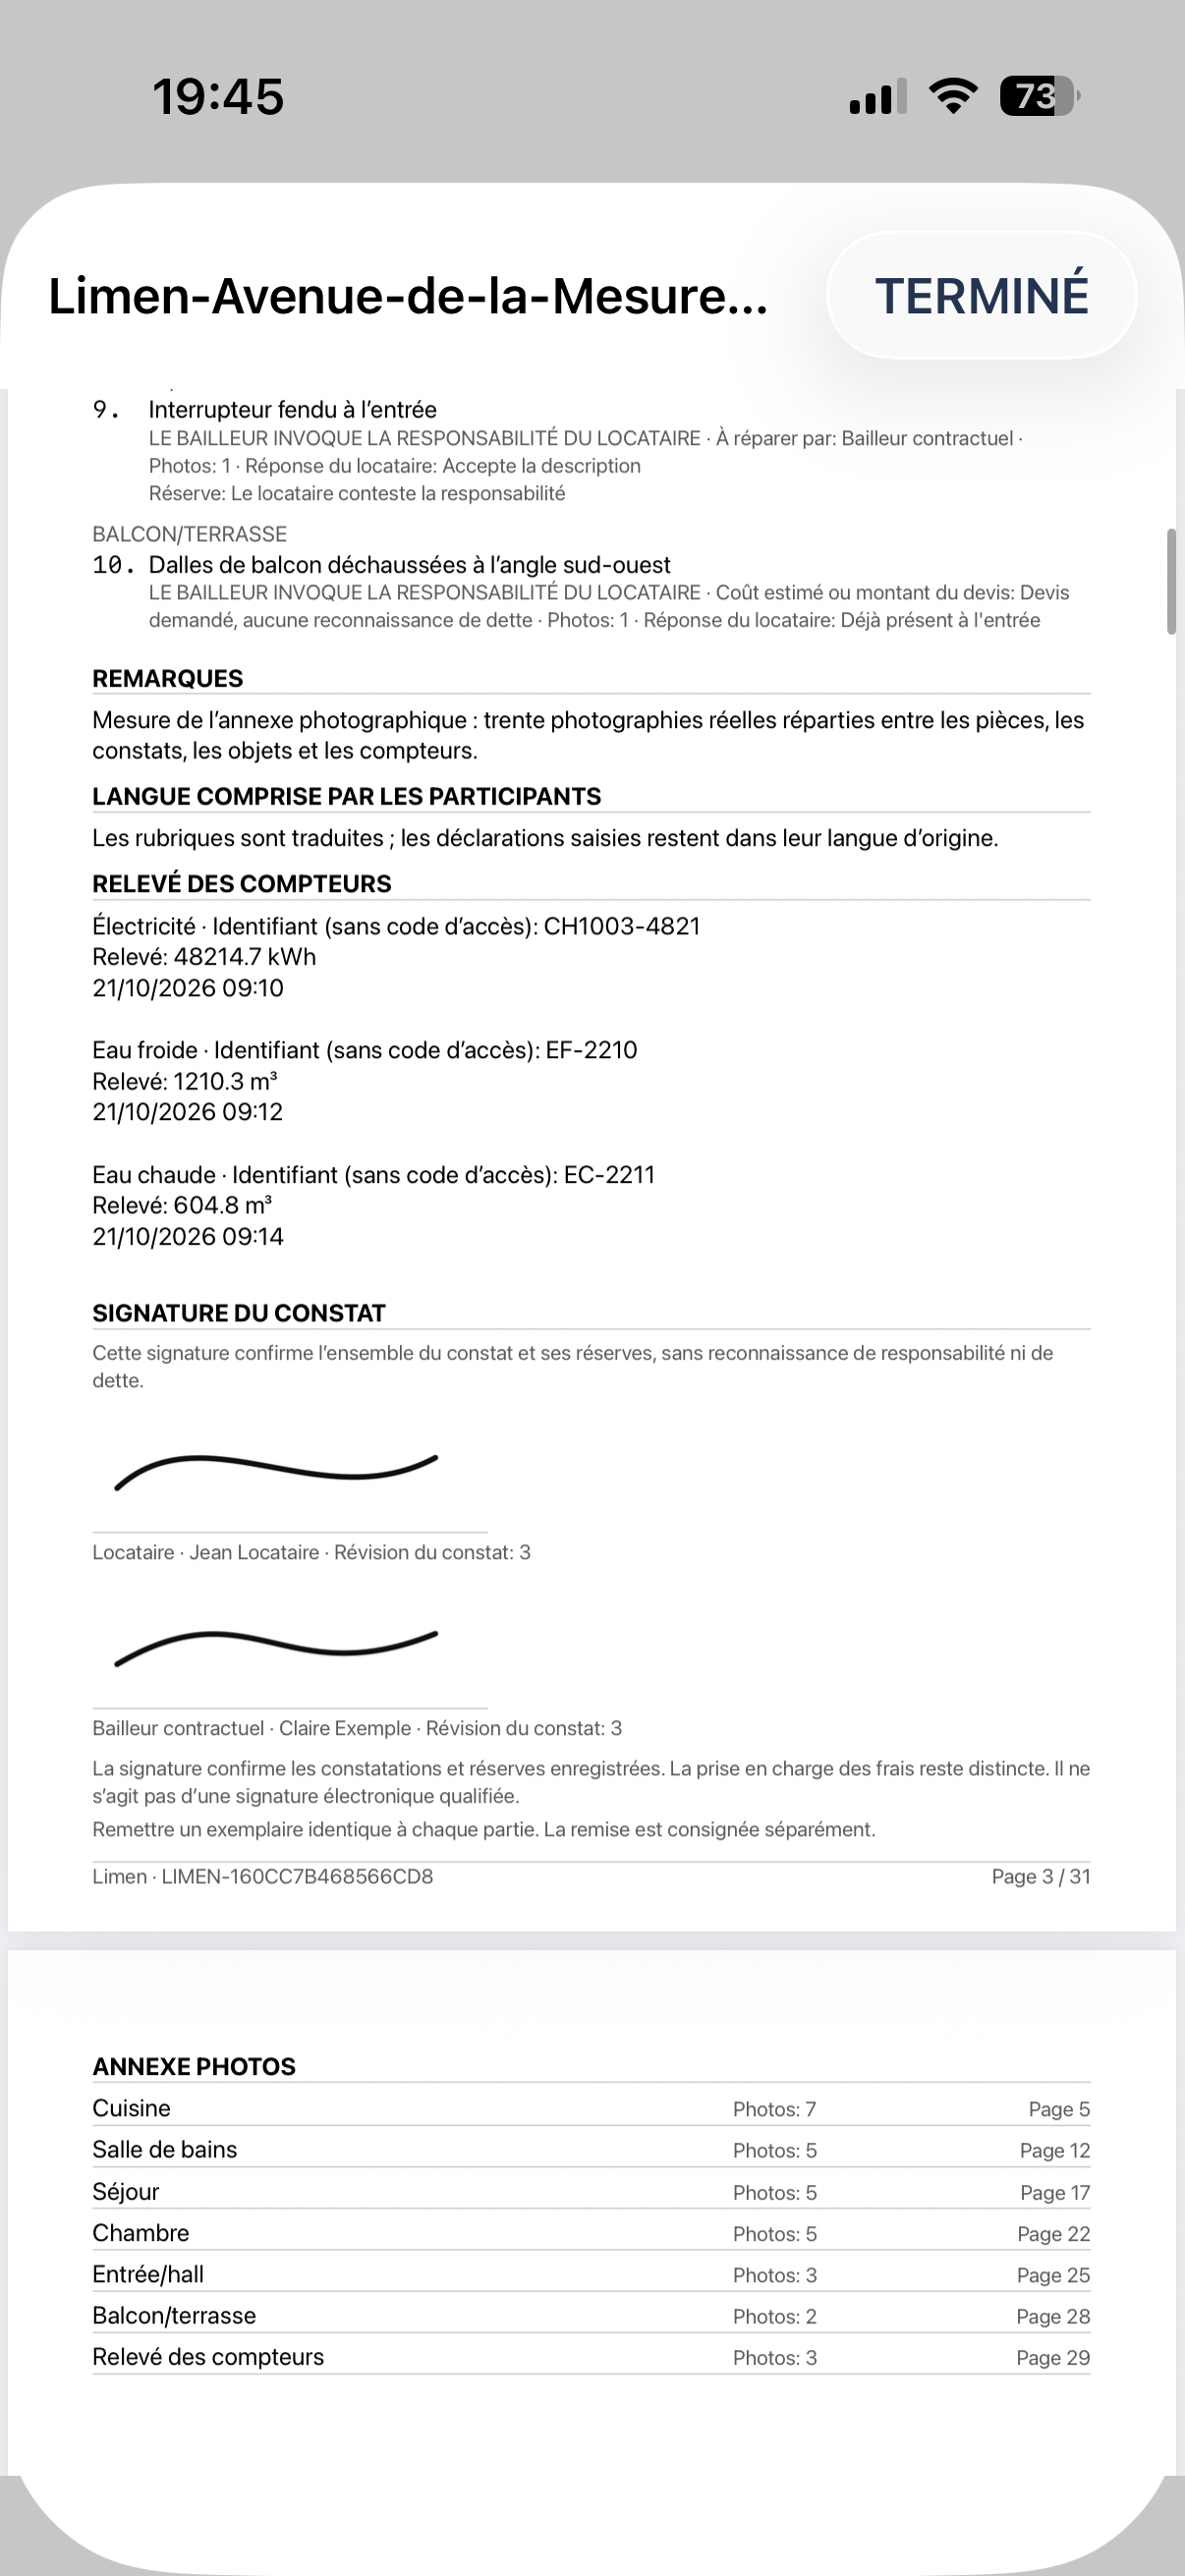 19:45
73
Limen-Avenue-de-la-Mesure...
TERMINÉ
9. Interrupteur fendu à l’entrée
LE BAILLEUR INVOQUE LA RESPONSABILITÉ DU LOCATAIRE · À réparer par: Bailleur contractuel ·
Photos: 1 · Réponse du locataire: Accepte la description
Réserve: Le locataire conteste la responsabilité
BALCON/TERRASSE
10. Dalles de balcon déchaussées à l’angle sud-ouest
LE BAILLEUR INVOQUE LA RESPONSABILITÉ DU LOCATAIRE · Coût estimé ou montant du devis: Devis
demandé, aucune reconnaissance de dette · Photos: 1 · Réponse du locataire: Déjà présent à l'entrée
REMARQUES
Mesure de l’annexe photographique : trente photographies réelles réparties entre les pièces, les
constats, les objets et les compteurs.
LANGUE COMPRISE PAR LES PARTICIPANTS
Les rubriques sont traduites ; les déclarations saisies restent dans leur langue d’origine.
RELEVÉ DES COMPTEURS
Électricité · Identifiant (sans code d’accès): CH1003-4821
Relevé: 48214.7 kWh
21/10/2026 09:10
Eau froide · Identifiant (sans code d’accès): EF-2210
Relevé: 1210.3 m³
21/10/2026 09:12
Eau chaude · Identifiant (sans code d’accès): EC-2211
Relevé: 604.8 m³
21/10/2026 09:14
SIGNATURE DU CONSTAT
Cette signature confirme l’ensemble du constat et ses réserves, sans reconnaissance de responsabilité ni de
dette.
Locataire · Jean Locataire · Révision du constat: 3
Bailleur contractuel · Claire Exemple · Révision du constat: 3
La signature confirme les constatations et réserves enregistrées. La prise en charge des frais reste distincte. Il ne
s’agit pas d’une signature électronique qualifiée.
Remettre un exemplaire identique à chaque partie. La remise est consignée séparément.
Limen · LIMEN-160CC7B468566CD8 Page 3 / 31
ANNEXE PHOTOS
Cuisine Photos: 7 Page 5
Salle de bains Photos: 5 Page 12
Séjour Photos: 5 Page 17
Chambre Photos: 5 Page 22
Entrée/hall Photos: 3 Page 25
Balcon/terrasse Photos: 2 Page 28
Relevé des compteurs Photos: 3 Page 29